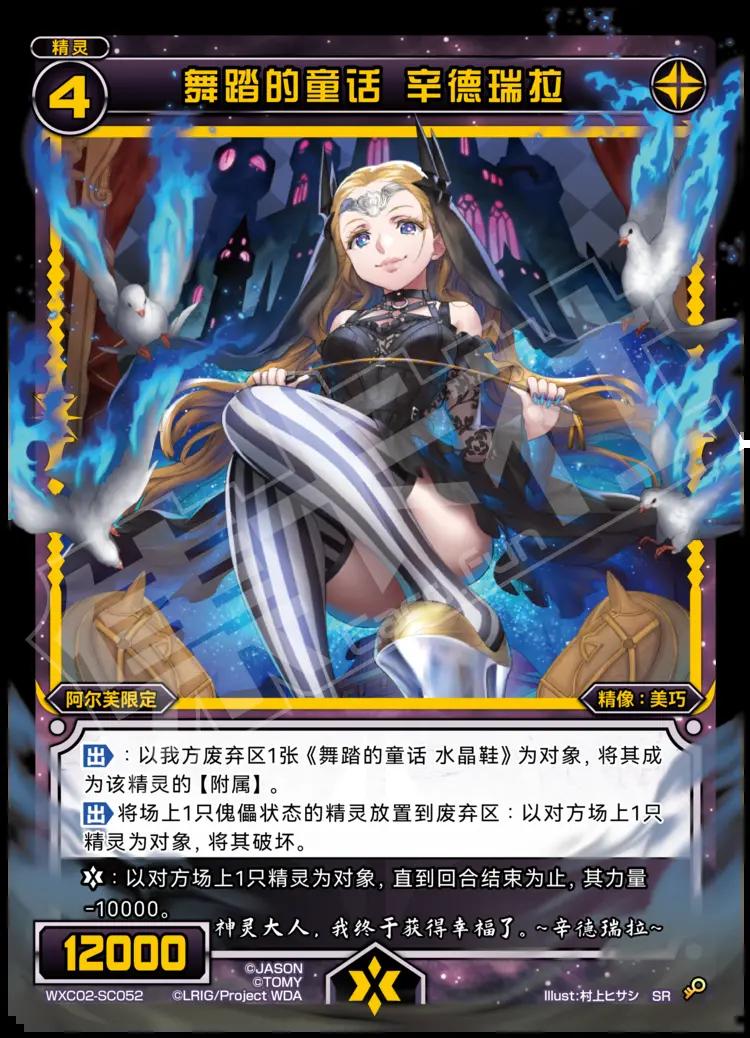 精灵
4
舞踏的童话 辛德瑞拉
阿尔芙限定
精像：美巧
出：以我方废弃区1张《舞踏的童话 水晶鞋》为对象，将其成
为该精灵的【附属】。
出将场上1只傀儡状态的精灵放置到废弃区：以对方场上1只
精灵为对象，将其破坏。
：以对方场上1只精灵为对象，直到回合结束为止，其力量
-10000。
神灵大人，我终于获得幸福了。~辛德瑞拉~
12000
©JASON
©TOMY
WXC02-SC052 ©LRIG/Project WDA
Illust:村上ヒサシ SR